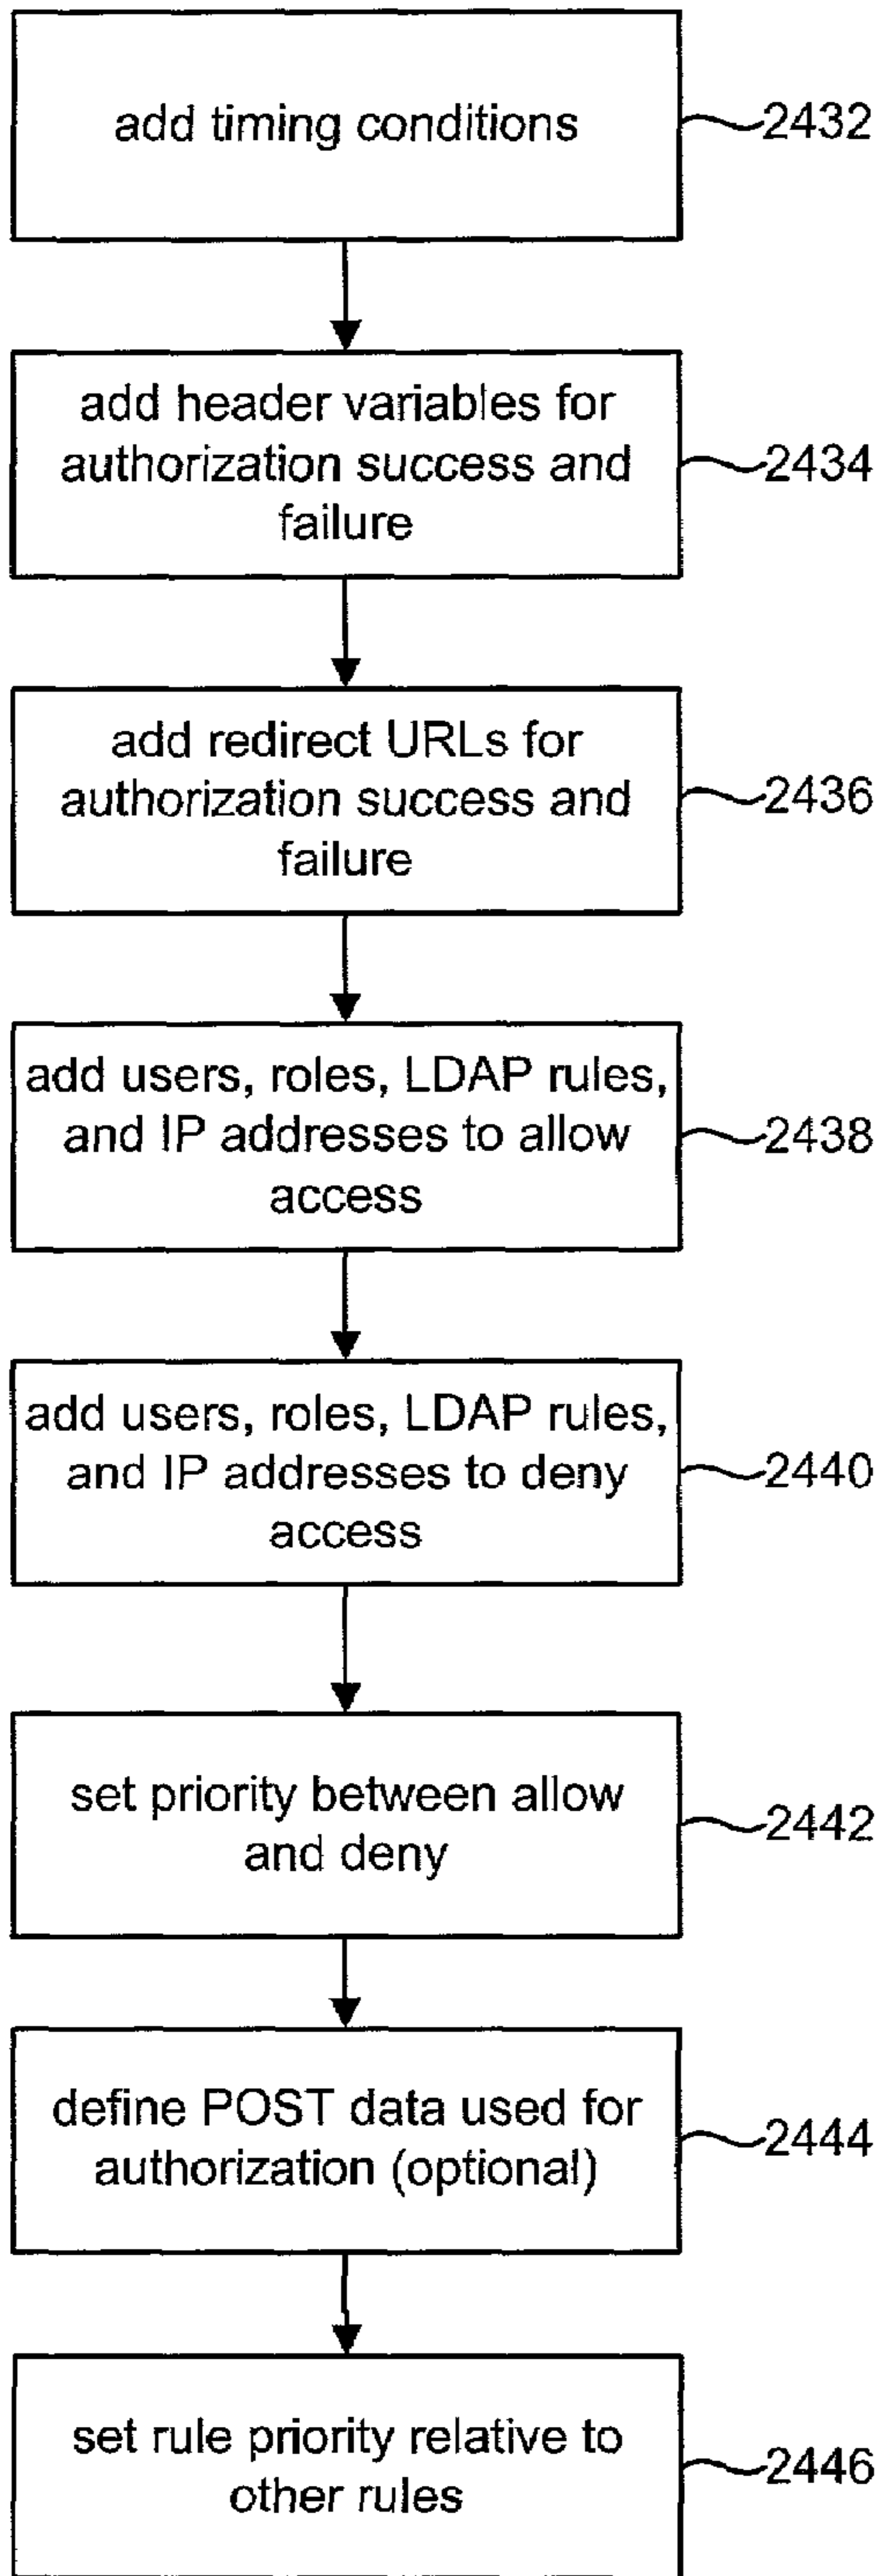 add timing conditions
2432
add header variables for
authorization success and
failure
2434
add redirect URLs for
authorization success and
failure
2436
add users, roles, LDAP rules,
and IP addresses to allow
access
2438
add users, roles, LDAP rules,
and IP addresses to deny
access
2440
set priority between allow
and deny
2442
define POST data used for
authorization (optional)
2444
set rule priority relative to
other rules
2446